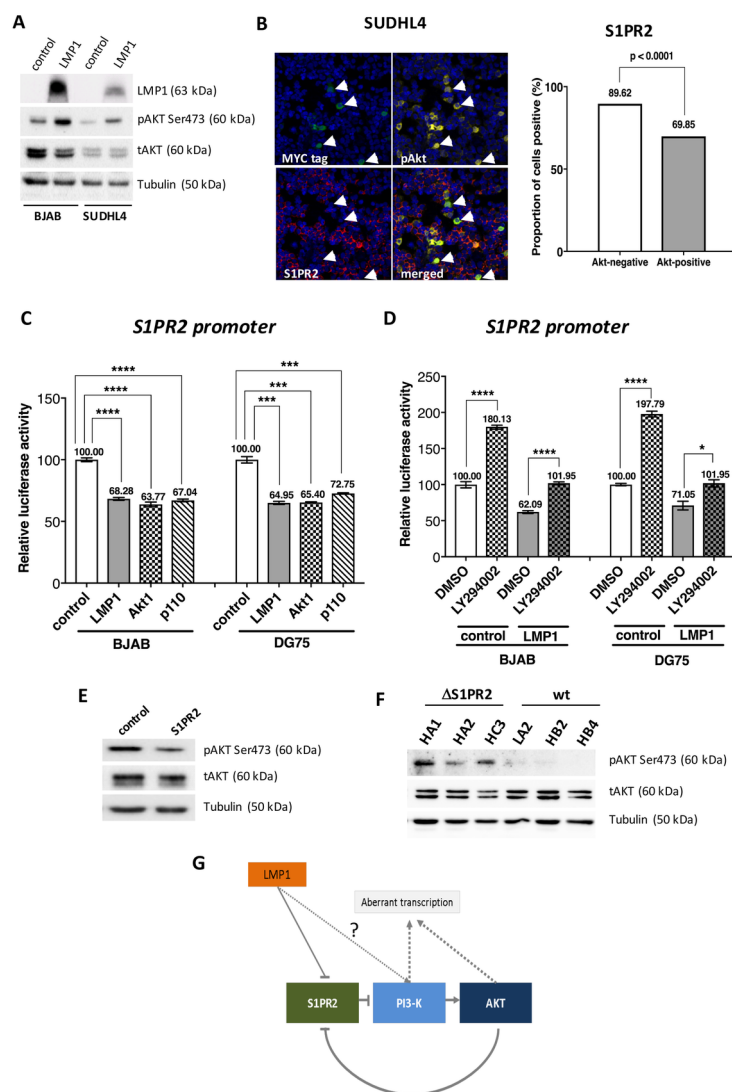 A
control
LMP1
control
LMP1
LMP1 (63 kDa)
pAKT Ser473 (60 kDa)
tAKT (60 kDa)
Tubulin (50 kDa)
BJAB
SUDHL4
B
SUDHL4
MYC tag
pAkt
S1PR2
merged
S1PR2
p < 0.0001
Proportion of cells positive (%)
100
50
0
89.62
69.85
Akt-negative
Akt-positive
C
S1PR2 promoter
Relative luciferase activity
150
100
50
0
****
****
****
100.00
68.28
63.77
67.04
***
***
***
100.00
64.95
65.40
72.75
control
LMP1
Akt1
p110
control
LMP1
Akt1
p110
BJAB
DG75
D
S1PR2 promoter
Relative luciferase activity
250
200
150
100
50
0
****
180.13
100.00
****
101.95
62.09
****
197.79
100.00
*
101.95
71.05
DMSO
LY294002
DMSO
LY294002
DMSO
LY294002
DMSO
LY294002
control
LMP1
control
LMP1
BJAB
DG75
E
control
S1PR2
pAKT Ser473 (60 kDa)
tAKT (60 kDa)
Tubulin (50 kDa)
F
ΔS1PR2
wt
HA1
HA2
HC3
LA2
HB2
HB4
pAKT Ser473 (60 kDa)
tAKT (60 kDa)
Tubulin (50 kDa)
G
LMP1
Aberrant transcription
?
S1PR2
PI3-K
AKT